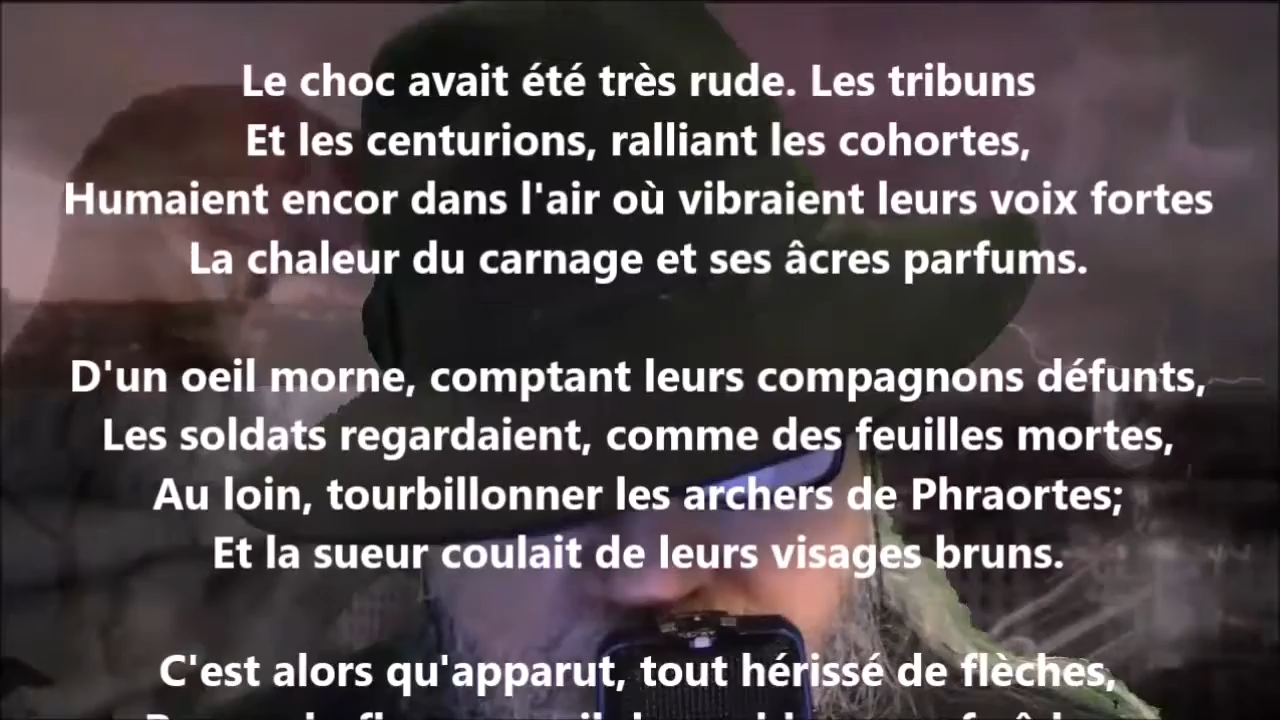 Le choc avait été très rude. Les tribuns
Et les centurions, ralliant les cohortes,
Humaient encor dans l'air où vibraient leurs voix fortes
La chaleur du carnage et ses âcres parfums.
D'un oeil morne, comptant leurs compagnons défunts,
Les soldats regardaient, comme des feuilles mortes,
Au loin, tourbillonner les archers de Phraortes;
Et la sueur coulait de leurs visages bruns.
C'est alors qu'apparut, tout hérissé de flèches,